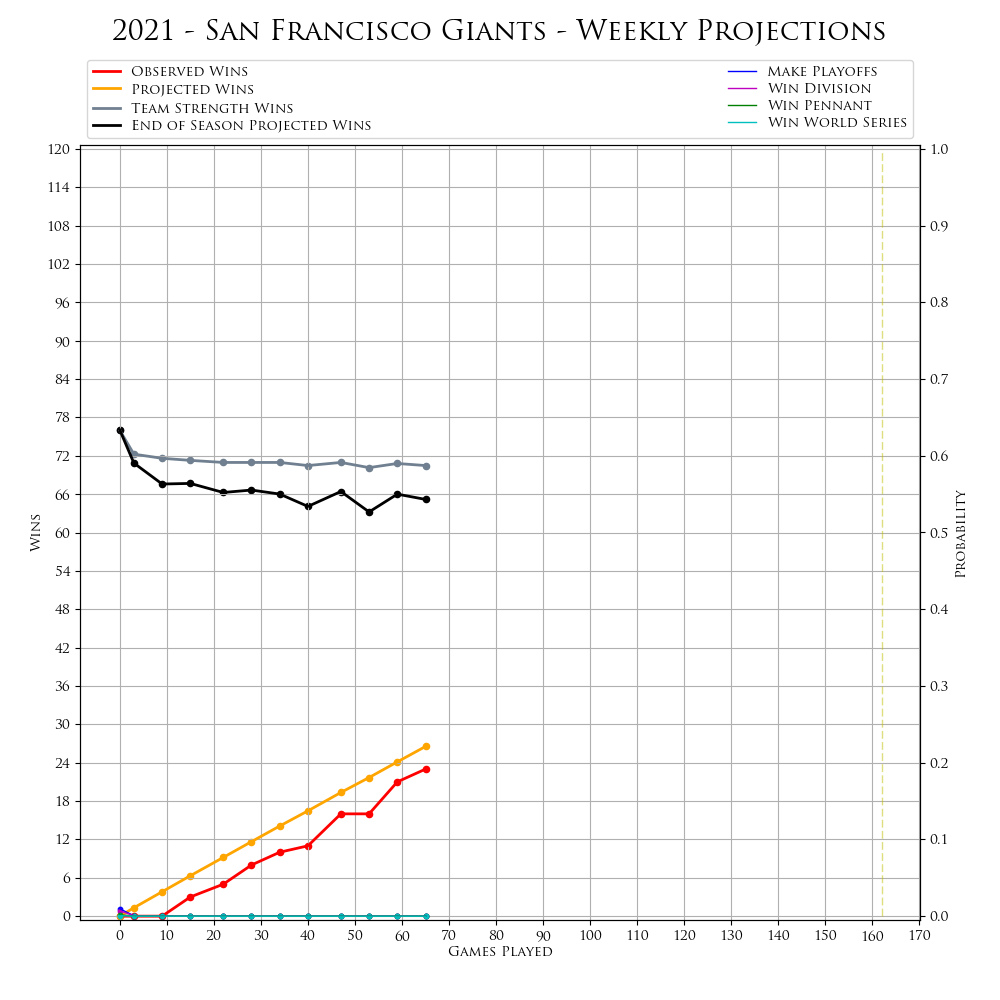 2021 - San Francisco Giants - Weekly Projections
Observed Wins
Projected Wins
Team Strength Wins
End of Season Projected Wins
Make Playoffs
Win Division
Win Pennant
Win World Series
120
114
108
102
96
90
84
78
72
66
60
54
48
42
36
30
24
18
12
6
0
Wins
1.0
0.9
0.8
0.7
0.6
0.5
0.4
0.3
0.2
0.1
0.0
Probability
0 10 20 30 40 50 60 70 80 90 100 110 120 130 140 150 160 170
Games Played